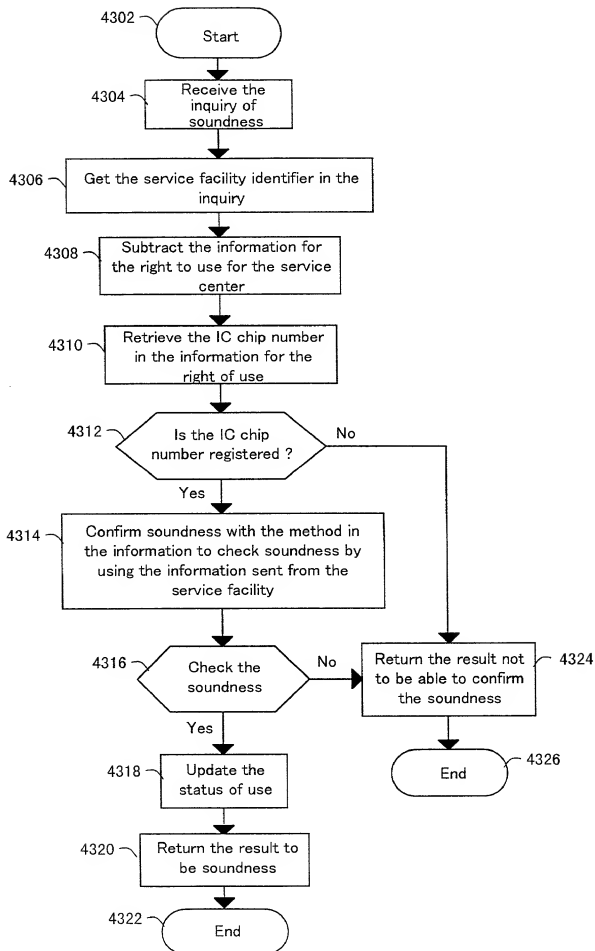 4302
Start
4304
Receive the
inquiry of
soundness
4306
Get the service facility identifier in the
inquiry
4308
Subtract the information for
the right to use for the service
center
4310
Retrieve the IC chip number
in the information for the
right of use
4312
Is the IC chip
number registered ?
No
Yes
4314
Confirm soundness with the method in
the information to check soundness by
using the information sent from the
service facility
4316
Check the
soundness
No
Yes
4324
Return the result not
to be able to confirm
the soundness
4326
End
4318
Update the
status of use
4320
Return the result to
be soundness
4322
End